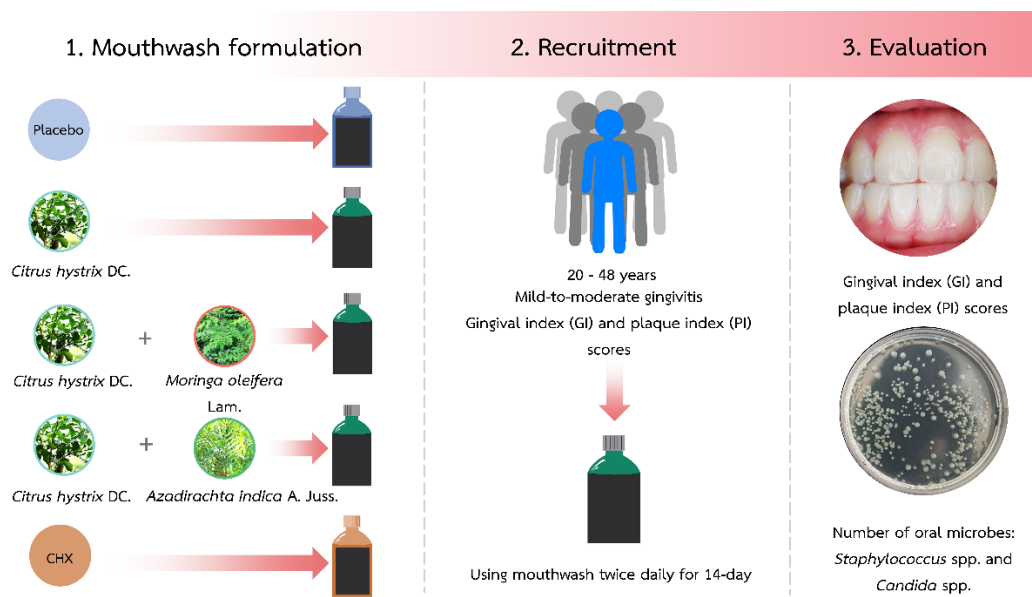 1. Mouthwash formulation
2. Recruitment
3. Evaluation
Placebo
Citrus hystrix DC.
+
Citrus hystrix DC.
Moringa oleifera
Lam.
+
Citrus hystrix DC.
Azadirachta indica A. Juss.
CHX
20 - 48 years
Mild-to-moderate gingivitis
Gingival index (GI) and plaque index (PI)
scores
Using mouthwash twice daily for 14-day
Gingival index (GI) and
plaque index (PI) scores
Number of oral microbes:
Staphylococcus spp. and
Candida spp.